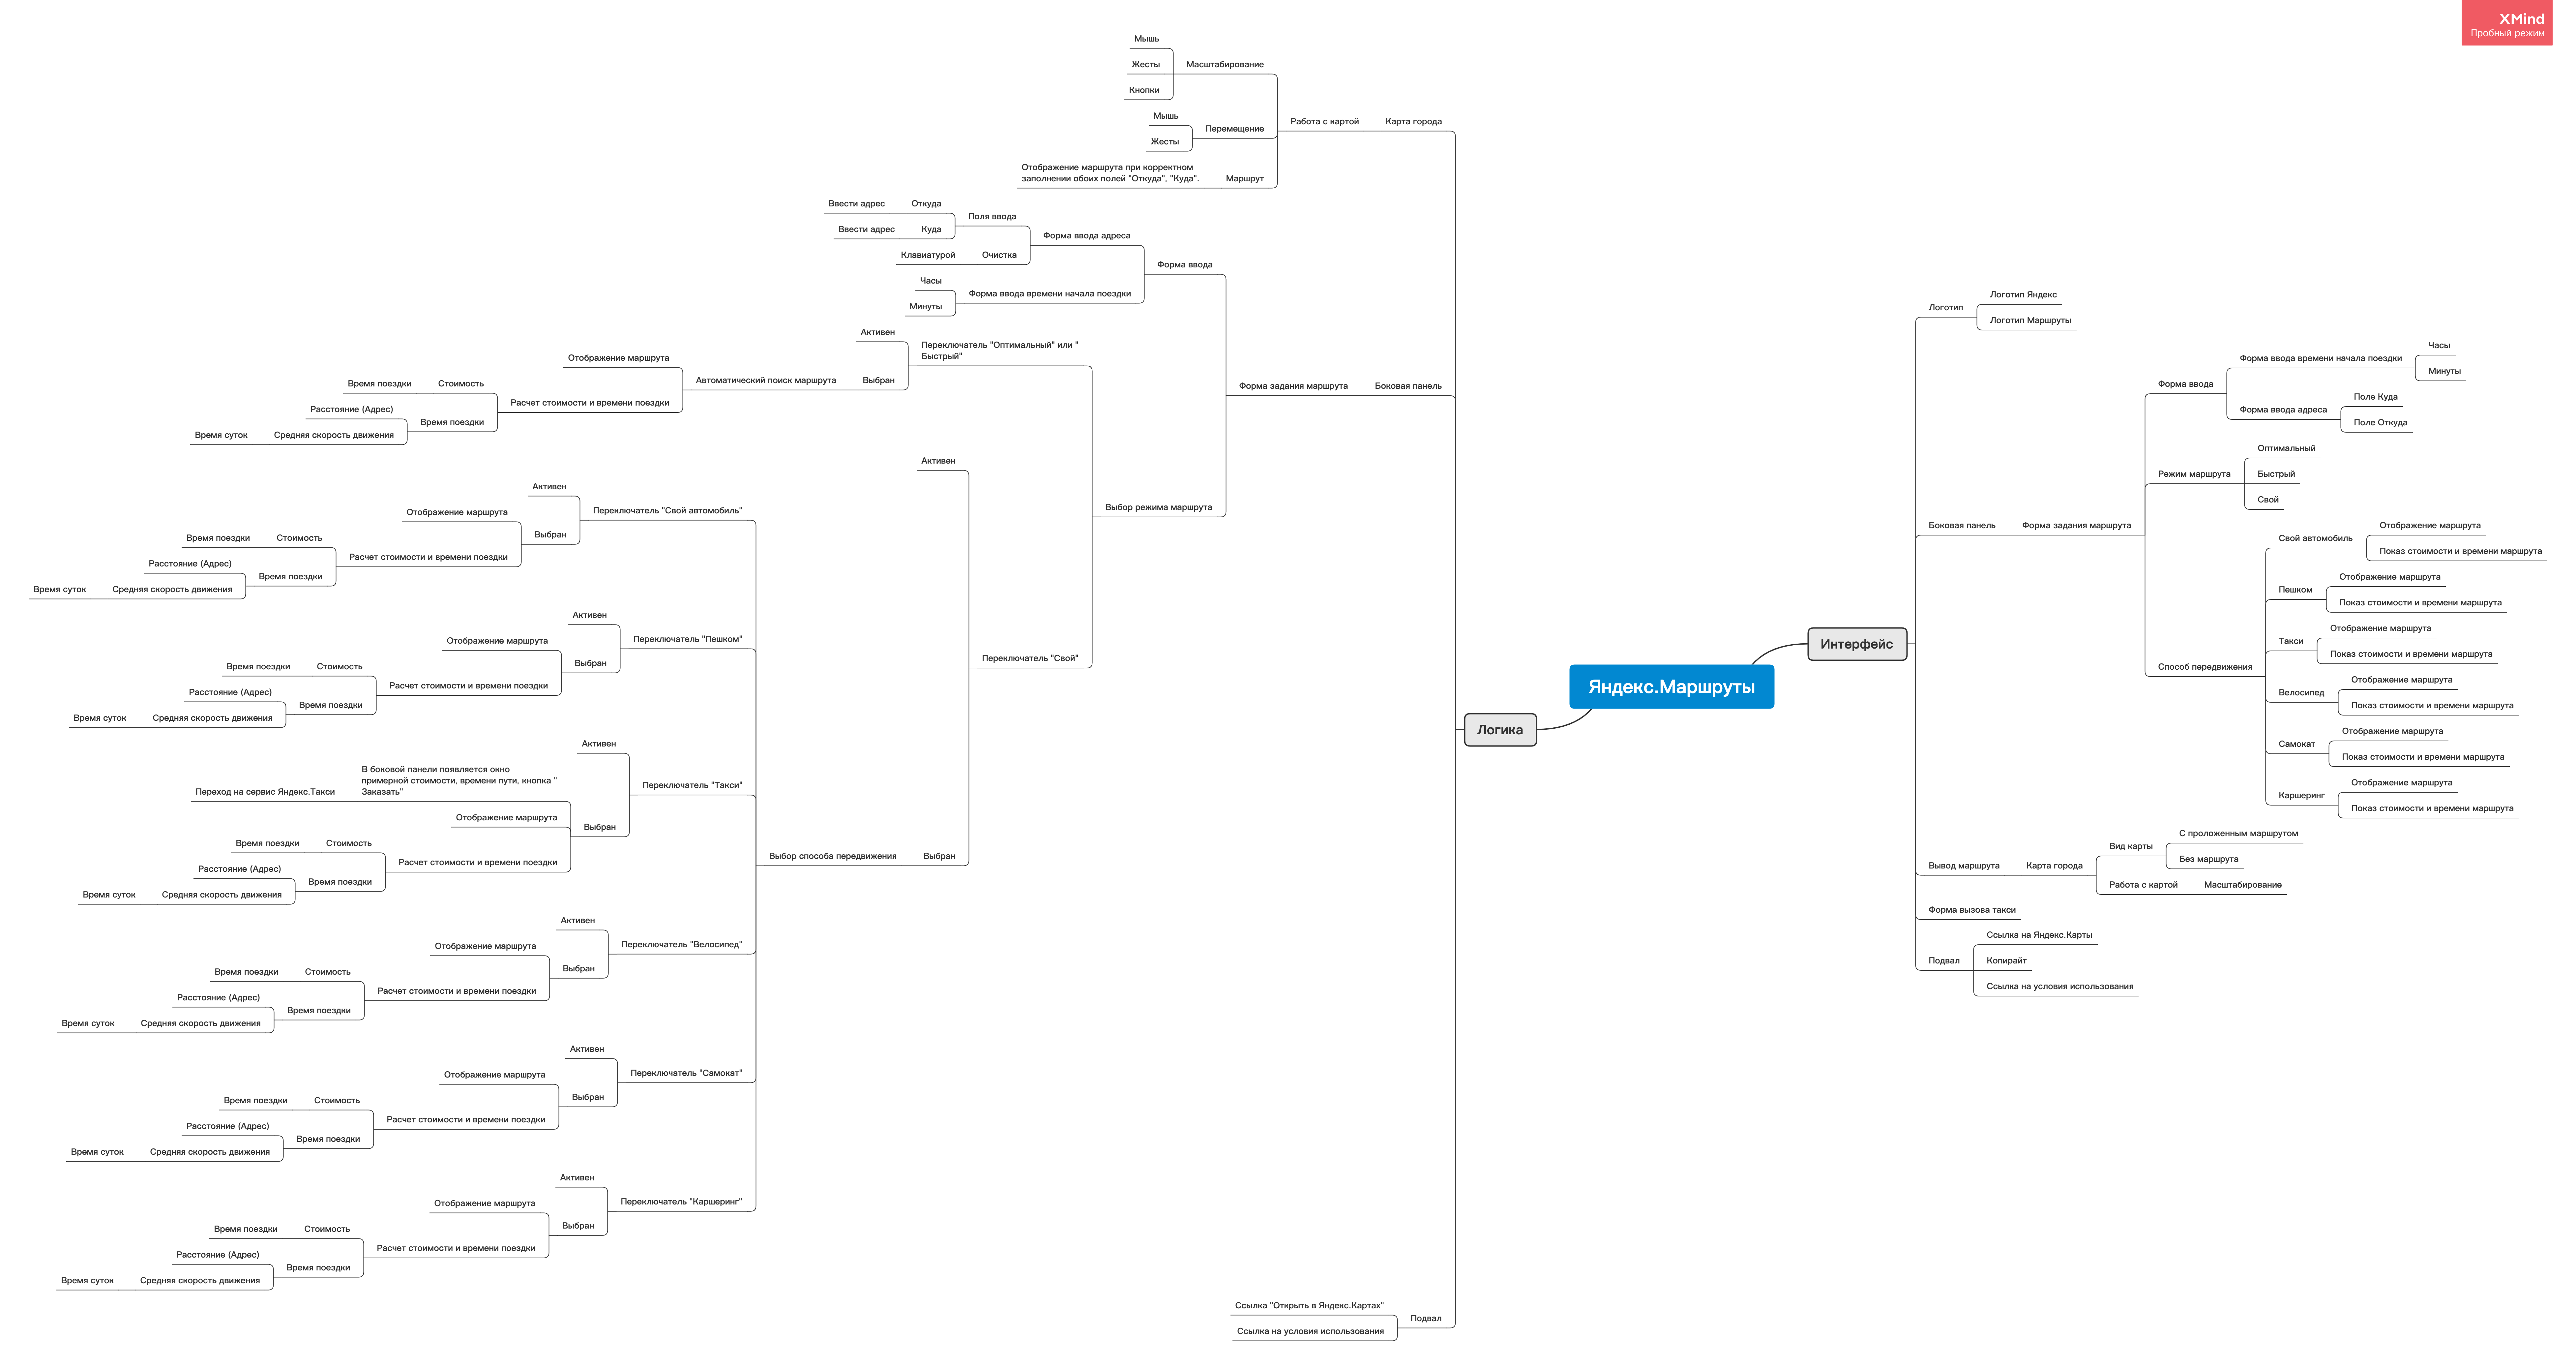 XMind
Пробный режим
Мышь
Жесты
Кнопки
Масштабирование
Мышь
Жесты
Перемещение
Отображение маршрута при корректном
заполнении обоих полей "Откуда", "Куда".
Маршрут
Работа с картой
Карта города
Ввести адрес
Откуда
Ввести адрес
Куда
Поля ввода
Клавиатурой
Очистка
Форма ввода адреса
Часы
Минуты
Форма ввода времени начала поездки
Форма ввода
Активен
Переключатель "Оптимальный" или "
Быстрый"
Отображение маршрута
Время поездки
Стоимость
Расстояние (Адрес)
Время суток
Средняя скорость движения
Время поездки
Расчет стоимости и времени поездки
Автоматический поиск маршрута
Выбран
Форма задания маршрута
Боковая панель
Выбор режима маршрута
Активен
Переключатель "Свой"
Активен
Переключатель "Свой автомобиль"
Отображение маршрута
Выбран
Время поездки
Стоимость
Расстояние (Адрес)
Время суток
Средняя скорость движения
Время поездки
Расчет стоимости и времени поездки
Активен
Переключатель "Пешком"
Отображение маршрута
Выбран
Время поездки
Стоимость
Расстояние (Адрес)
Время суток
Средняя скорость движения
Время поездки
Расчет стоимости и времени поездки
Активен
Переключатель "Такси"
Переход на сервис Яндекс.Такси
В боковой панели появляется окно
примерной стоимости, времени пути, кнопка "
Заказать"
Отображение маршрута
Выбран
Время поездки
Стоимость
Расстояние (Адрес)
Время суток
Средняя скорость движения
Время поездки
Расчет стоимости и времени поездки
Выбор способа передвижения
Выбран
Активен
Переключатель "Велосипед"
Отображение маршрута
Выбран
Время поездки
Стоимость
Расстояние (Адрес)
Время суток
Средняя скорость движения
Время поездки
Расчет стоимости и времени поездки
Активен
Переключатель "Самокат"
Отображение маршрута
Выбран
Время поездки
Стоимость
Расстояние (Адрес)
Время суток
Средняя скорость движения
Время поездки
Расчет стоимости и времени поездки
Активен
Переключатель "Каршеринг"
Отображение маршрута
Выбран
Время поездки
Стоимость
Расстояние (Адрес)
Время суток
Средняя скорость движения
Время поездки
Расчет стоимости и времени поездки
Ссылка "Открыть в Яндекс.Картах"
Ссылка на условия использования
Подвал
Логика
Яндекс.Маршруты
Интерфейс
Логотип
Логотип Яндекс
Логотип Маршруты
Боковая панель
Форма задания маршрута
Форма ввода
Форма ввода времени начала поездки
Часы
Минуты
Форма ввода адреса
Поле Куда
Поле Откуда
Режим маршрута
Оптимальный
Быстрый
Свой
Способ передвижения
Свой автомобиль
Отображение маршрута
Показ стоимости и времени маршрута
Пешком
Отображение маршрута
Показ стоимости и времени маршрута
Такси
Отображение маршрута
Показ стоимости и времени маршрута
Велосипед
Отображение маршрута
Показ стоимости и времени маршрута
Самокат
Отображение маршрута
Показ стоимости и времени маршрута
Каршеринг
Отображение маршрута
Показ стоимости и времени маршрута
Вывод маршрута
Карта города
Вид карты
С проложенным маршрутом
Без маршрута
Работа с картой
Масштабирование
Форма вызова такси
Подвал
Ссылка на Яндекс.Карты
Копирайт
Ссылка на условия использования